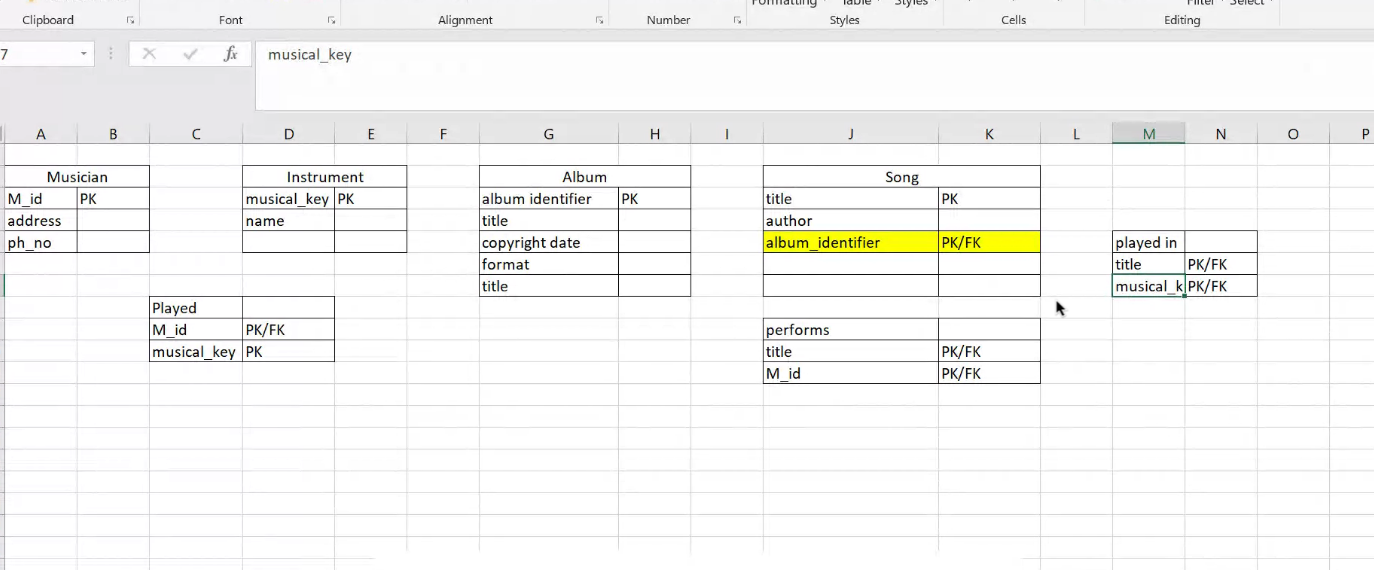 Formatting Table Styles Filter Select
Clipboard Font Alignment Number Styles Cells Editing
7 fx musical_key
A B C D E F G H I J K L M N O P
Musician Instrument Album Song
M_id PK musical_key PK album identifier PK title PK
address name title author
ph_no copyright date album_identifier PK/FK played in
format title PK/FK
title musical_k PK/FK
Played
M_id PK/FK performs
musical_key PK title PK/FK
M_id PK/FK